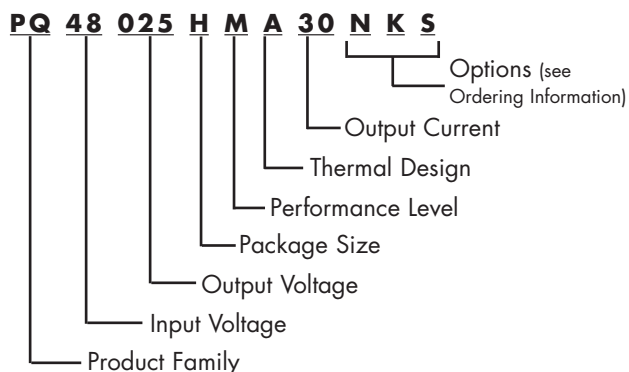 PQ 48 025 H M A 30 N K S
Options (see
Ordering Information)
Output Current
Thermal Design
Performance Level
Package Size
Output Voltage
Input Voltage
Product Family